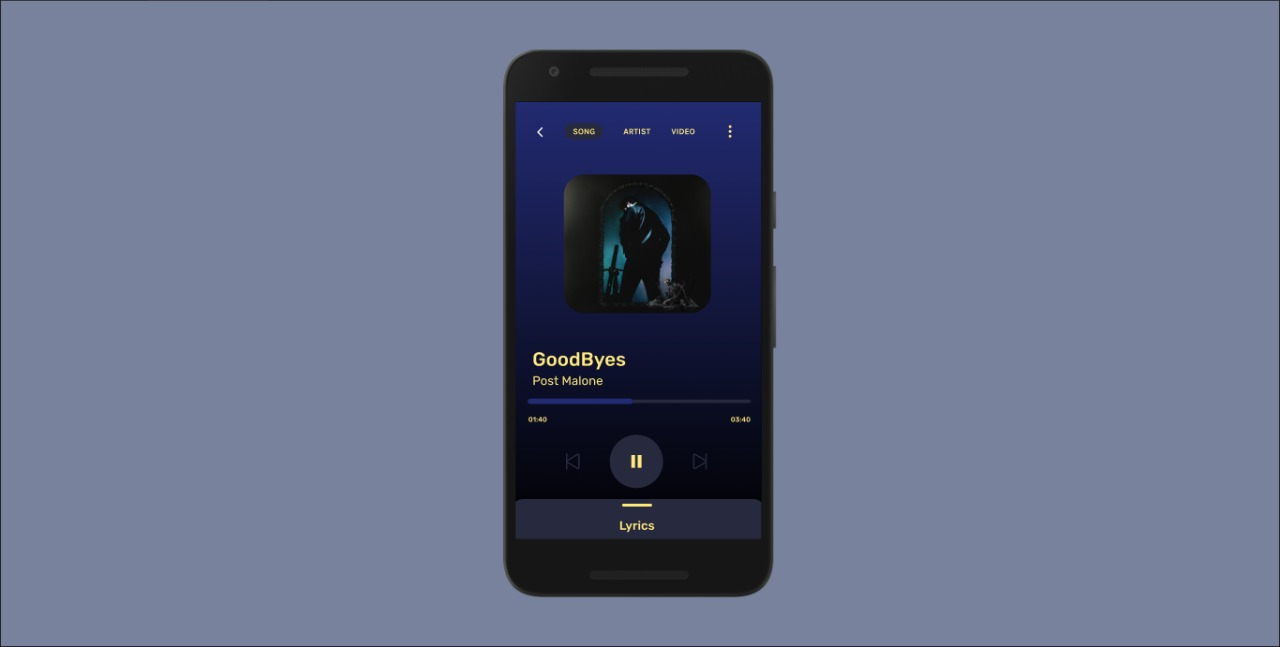 SONG ARTIST VIDEO
GoodByes
Post Malone
01:40 03:40
Lyrics